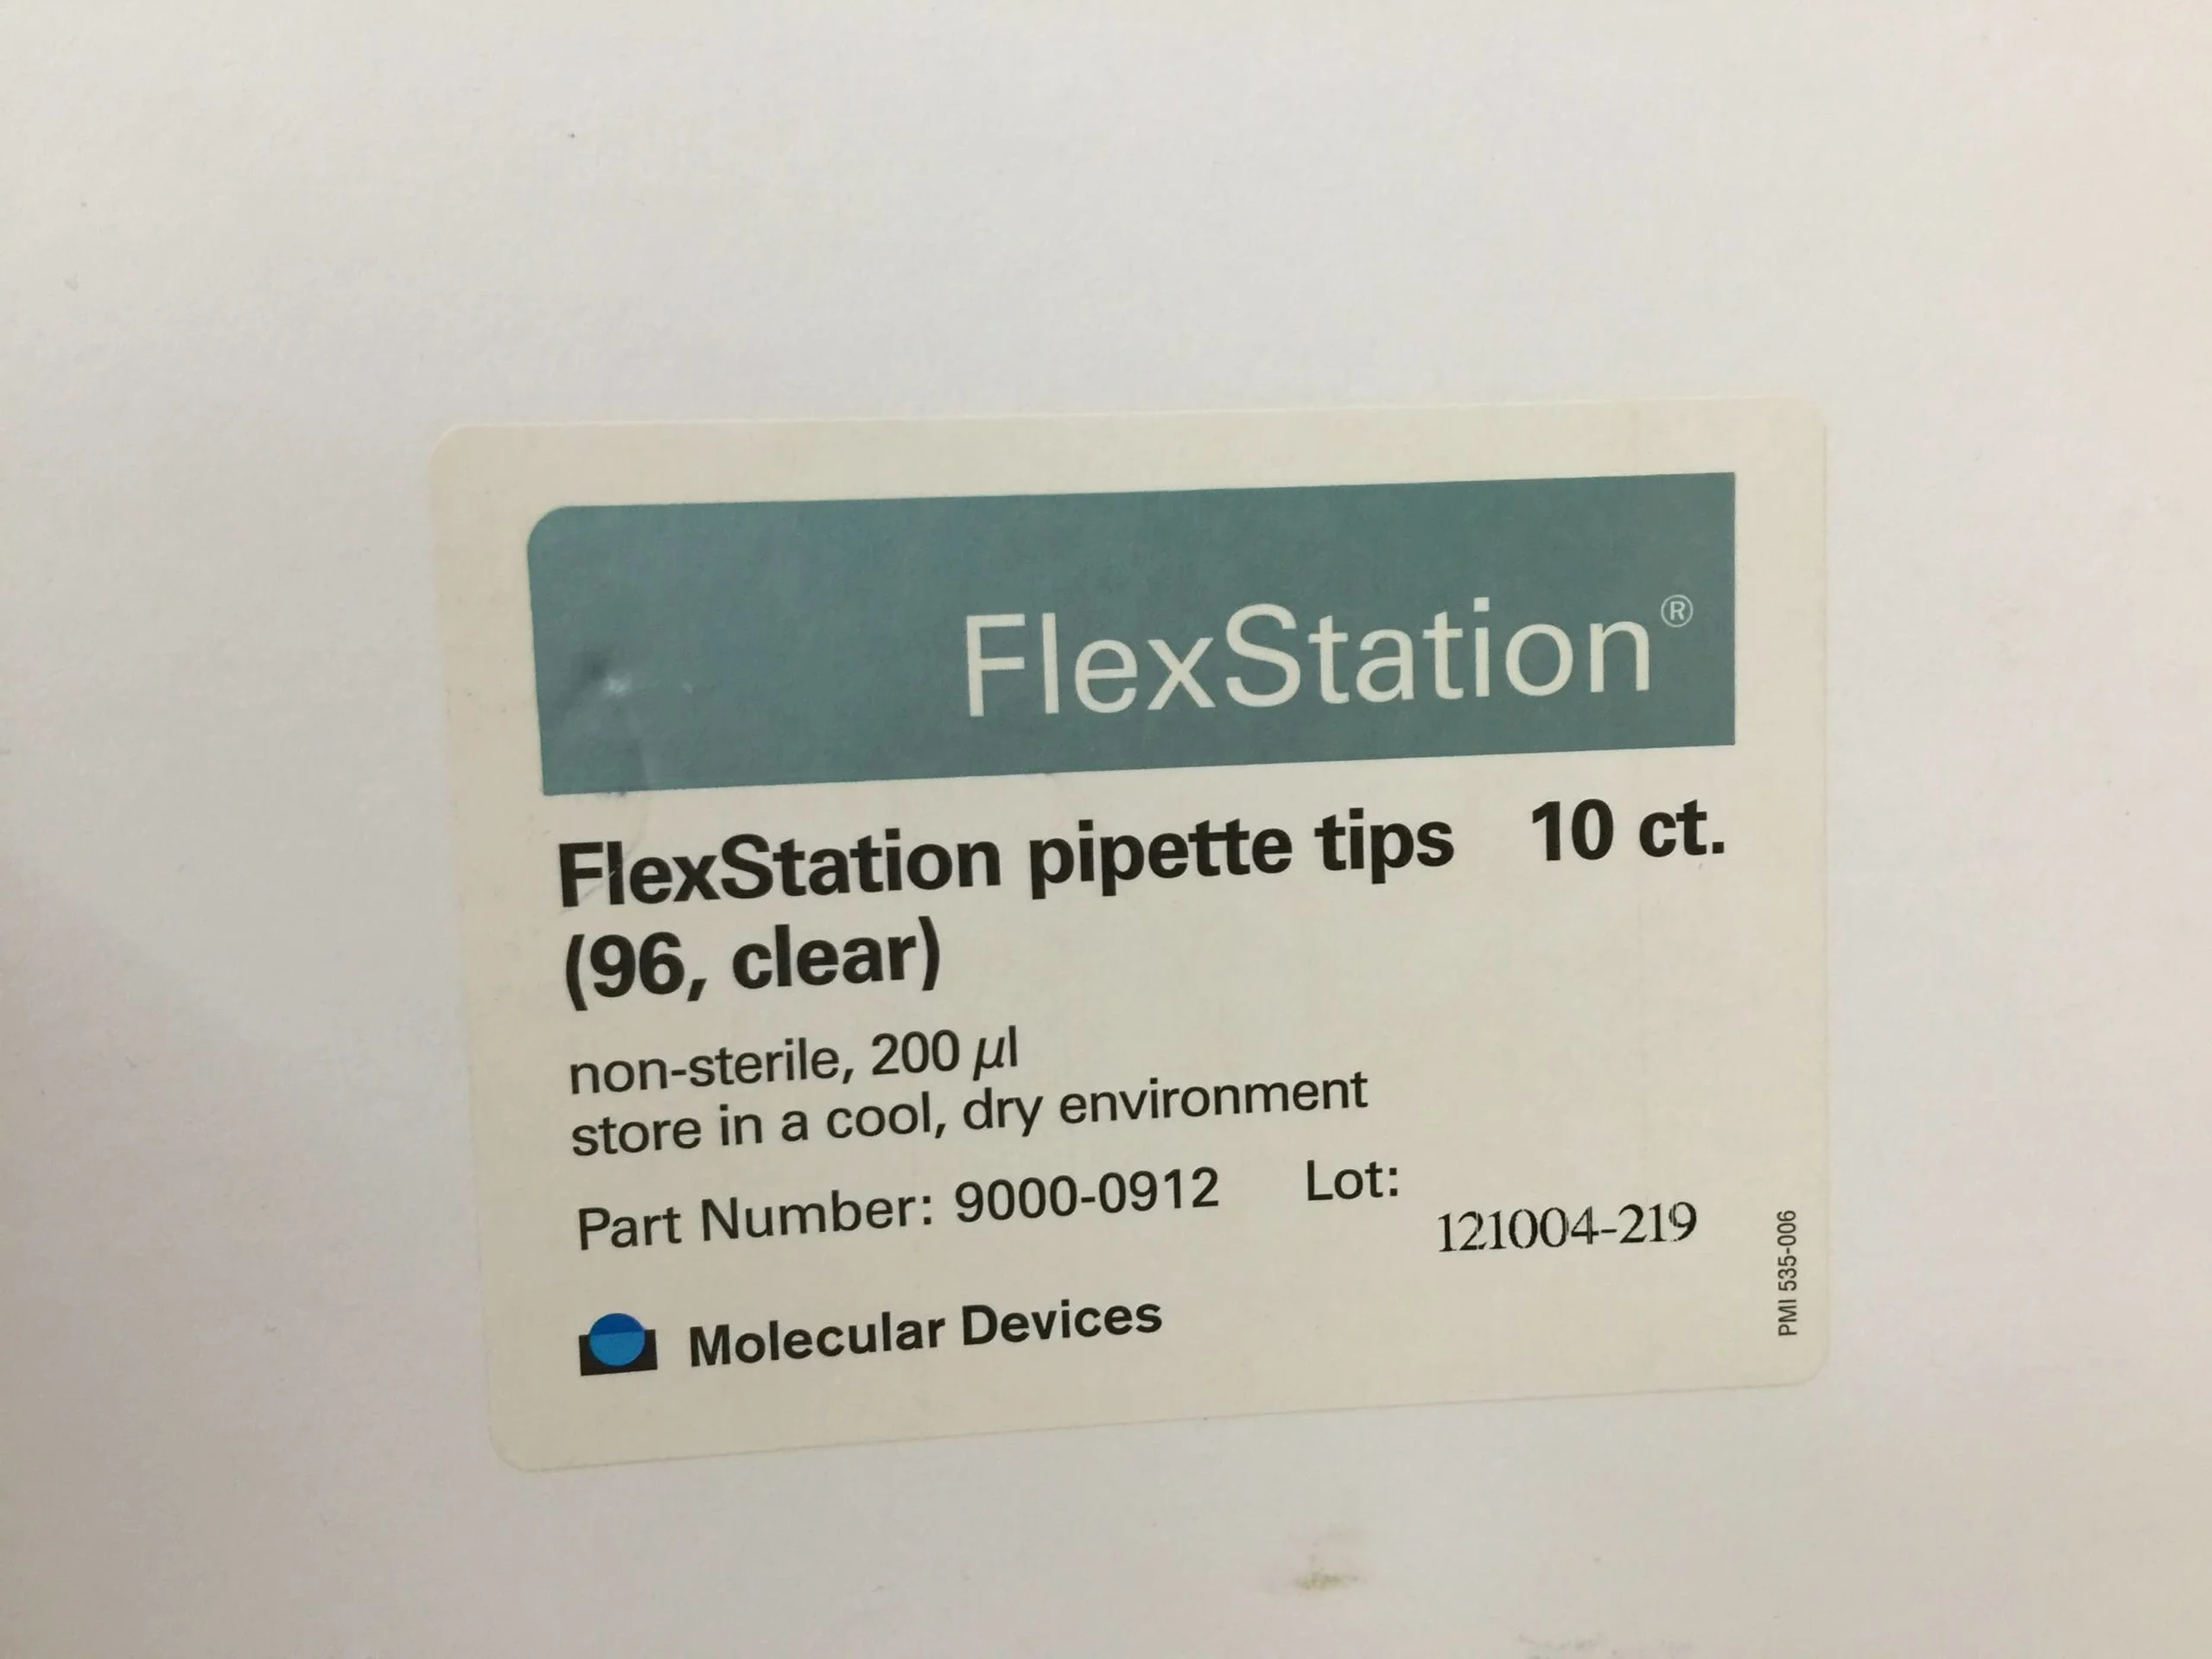 FlexStation®
FlexStation pipette tips 10 ct.
(96, clear)
non-sterile, 200 µl
store in a cool, dry environment
Part Number: 9000-0912 Lot:
121004-219
Molecular Devices
PMI 535-006